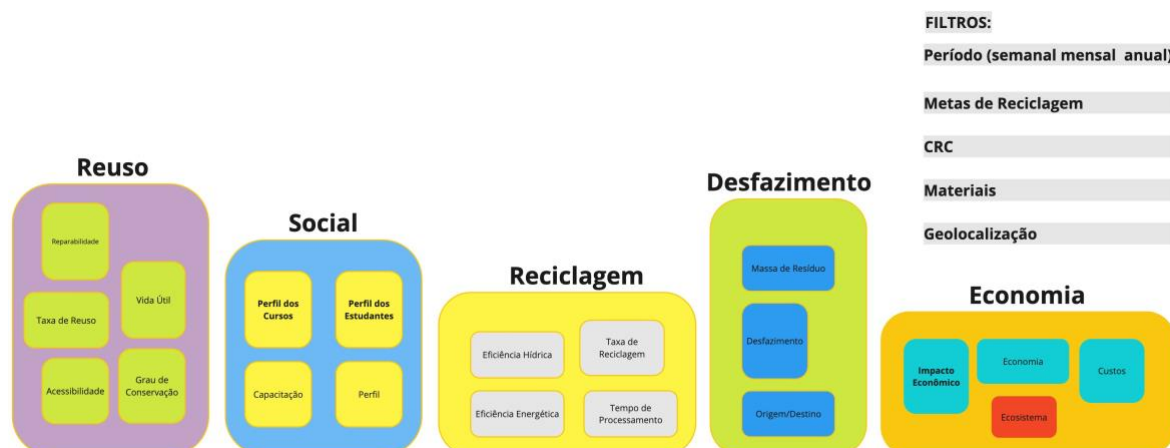 FILTROS:
Período (semanal mensal anual)
Metas de Reciclagem
CRC
Materiais
Geolocalização
Reuso
Reparabilidade
Vida Útil
Taxa de Reuso
Acessibilidade
Grau de
Conservação
Social
Perfil dos
Cursos
Perfil dos
Estudantes
Capacitação
Perfil
Reciclagem
Eficiência Hídrica
Taxa de
Reciclagem
Eficiência Energética
Tempo de
Processamento
Desfazimento
Massa de Resíduo
Desfazimento
Origem/Destino
Economia
Impacto
Econômico
Economia
Custos
Ecosistema